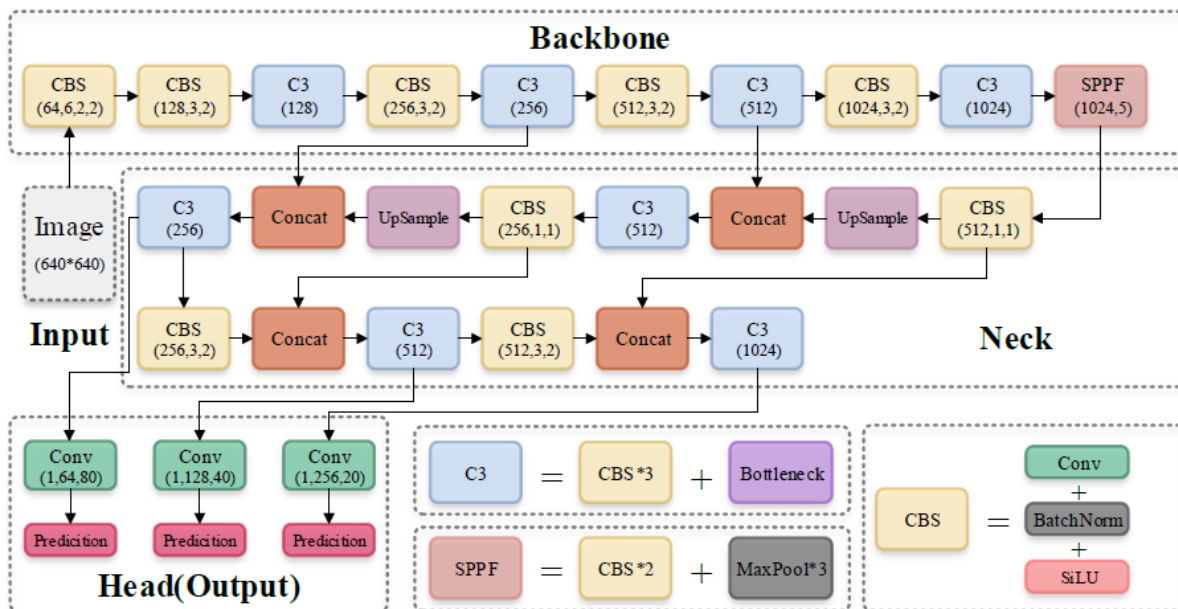 Backbone
CBS
(64,6,2,2)
CBS
(128,3,2)
C3
(128)
CBS
(256,3,2)
C3
(256)
CBS
(512,3,2)
C3
(512)
CBS
(1024,3,2)
C3
(1024)
SPPF
(1024,5)
Image
(640*640)
Input
C3
(256)
Concat
UpSample
CBS
(256,1,1)
C3
(512)
Concat
UpSample
CBS
(512,1,1)
CBS
(256,3,2)
Concat
C3
(512)
CBS
(512,3,2)
Concat
C3
(1024)
Neck
Conv
(1,64,80)
Conv
(1,128,40)
Conv
(1,256,20)
Predicition
Predicition
Predicition
Head(Output)
C3 = CBS*3 + Bottleneck
SPPF = CBS*2 + MaxPool*3
CBS =
Conv
+
BatchNorm
+
SiLU